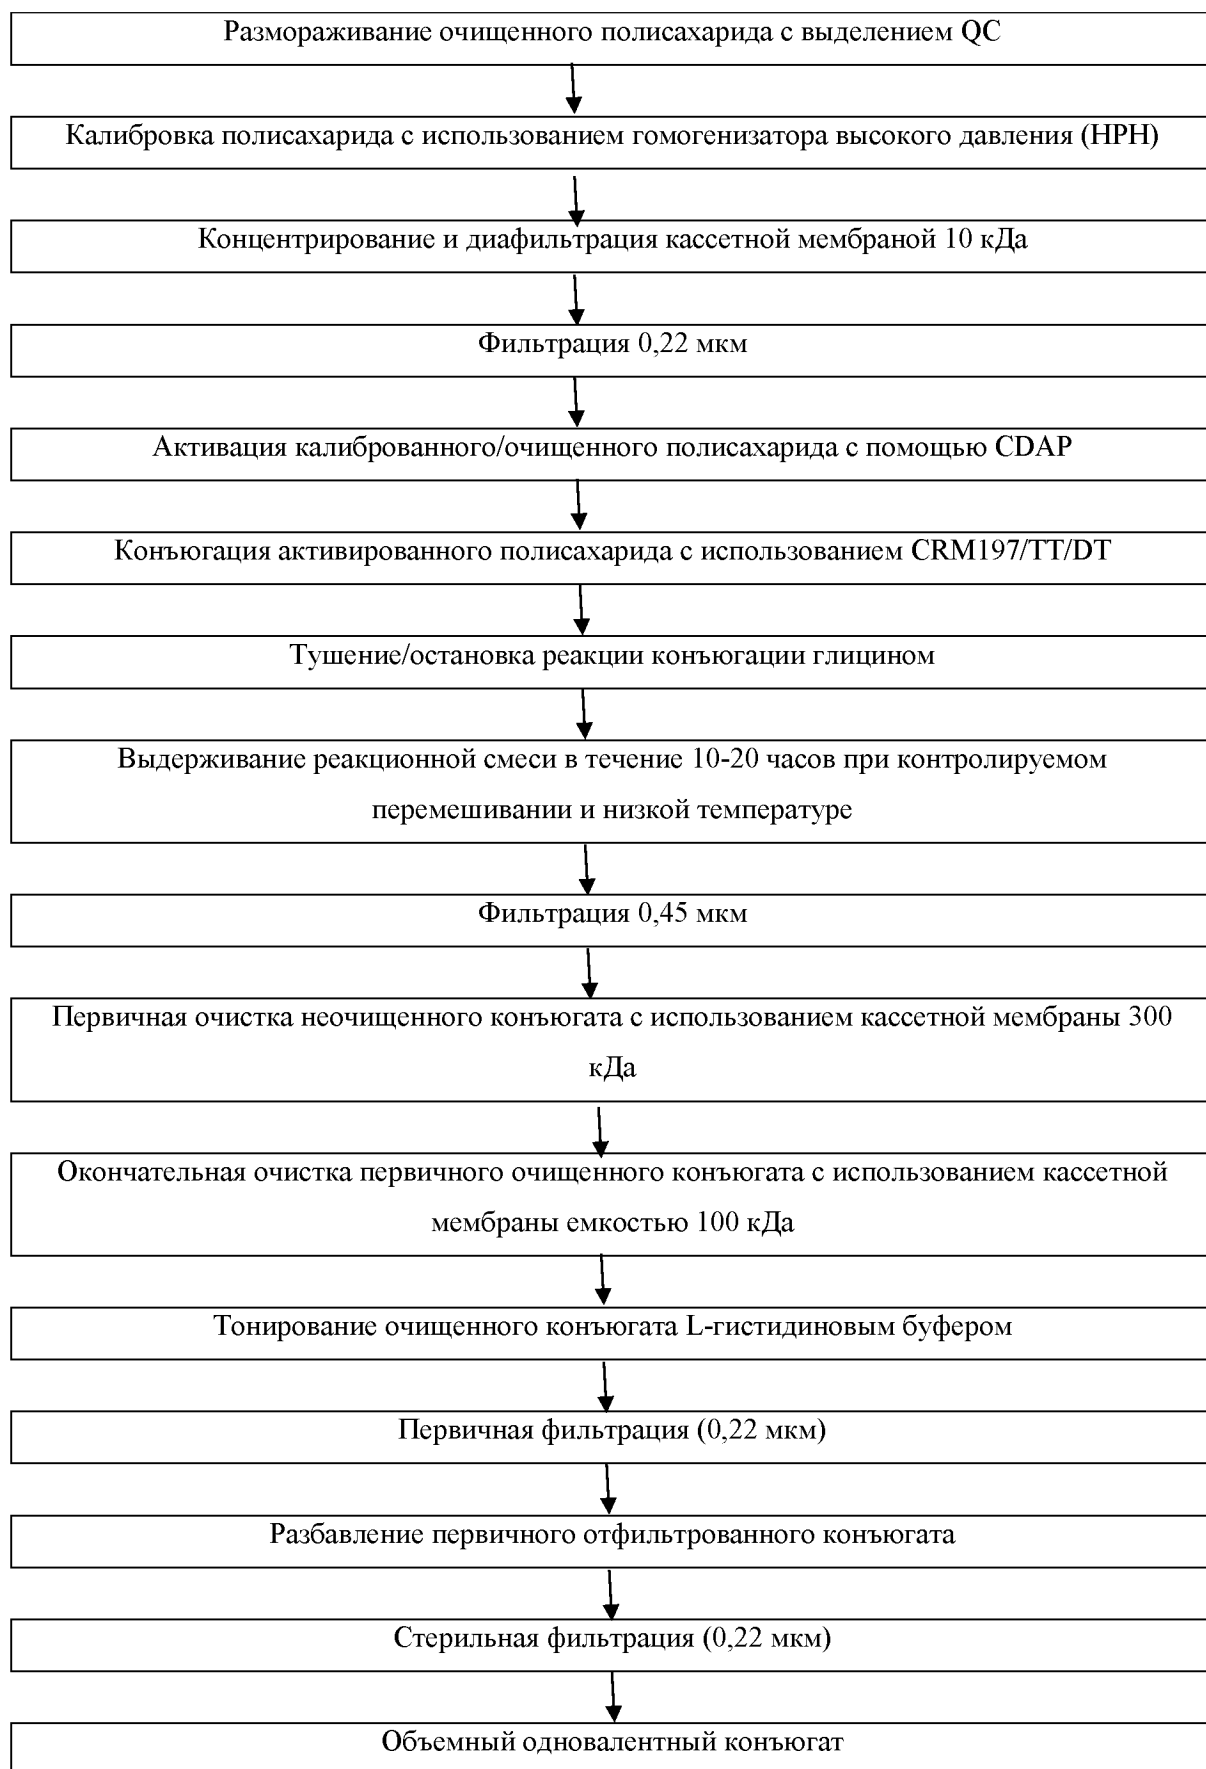 Размораживание очищенного полисахарида с выделением QC
Калибровка полисахарида с использованием гомогенизатора высокого давления (HPH)
Концентрирование и диафильтрация кассетной мембраной 10 кДа
Фильтрация 0,22 мкм
Активация калиброванного/очищенного полисахарида с помощью CDAP
Конъюгация активированного полисахарида с использованием CRM197/TT/DT
Тушение/остановка реакции конъюгации глицином
Выдерживание реакционной смеси в течение 10-20 часов при контролируемом
перемешивании и низкой температуре
Фильтрация 0,45 мкм
Первичная очистка неочищенного конъюгата с использованием кассетной мембраны 300
кДа
Окончательная очистка первичного очищенного конъюгата с использованием кассетной
мембраны емкостью 100 кДа
Тонирование очищенного конъюгата L-гистидиновым буфером
Первичная фильтрация (0,22 мкм)
Разбавление первичного отфильтрованного конъюгата
Стерильная фильтрация (0,22 мкм)
Объемный одновалентный конъюгат